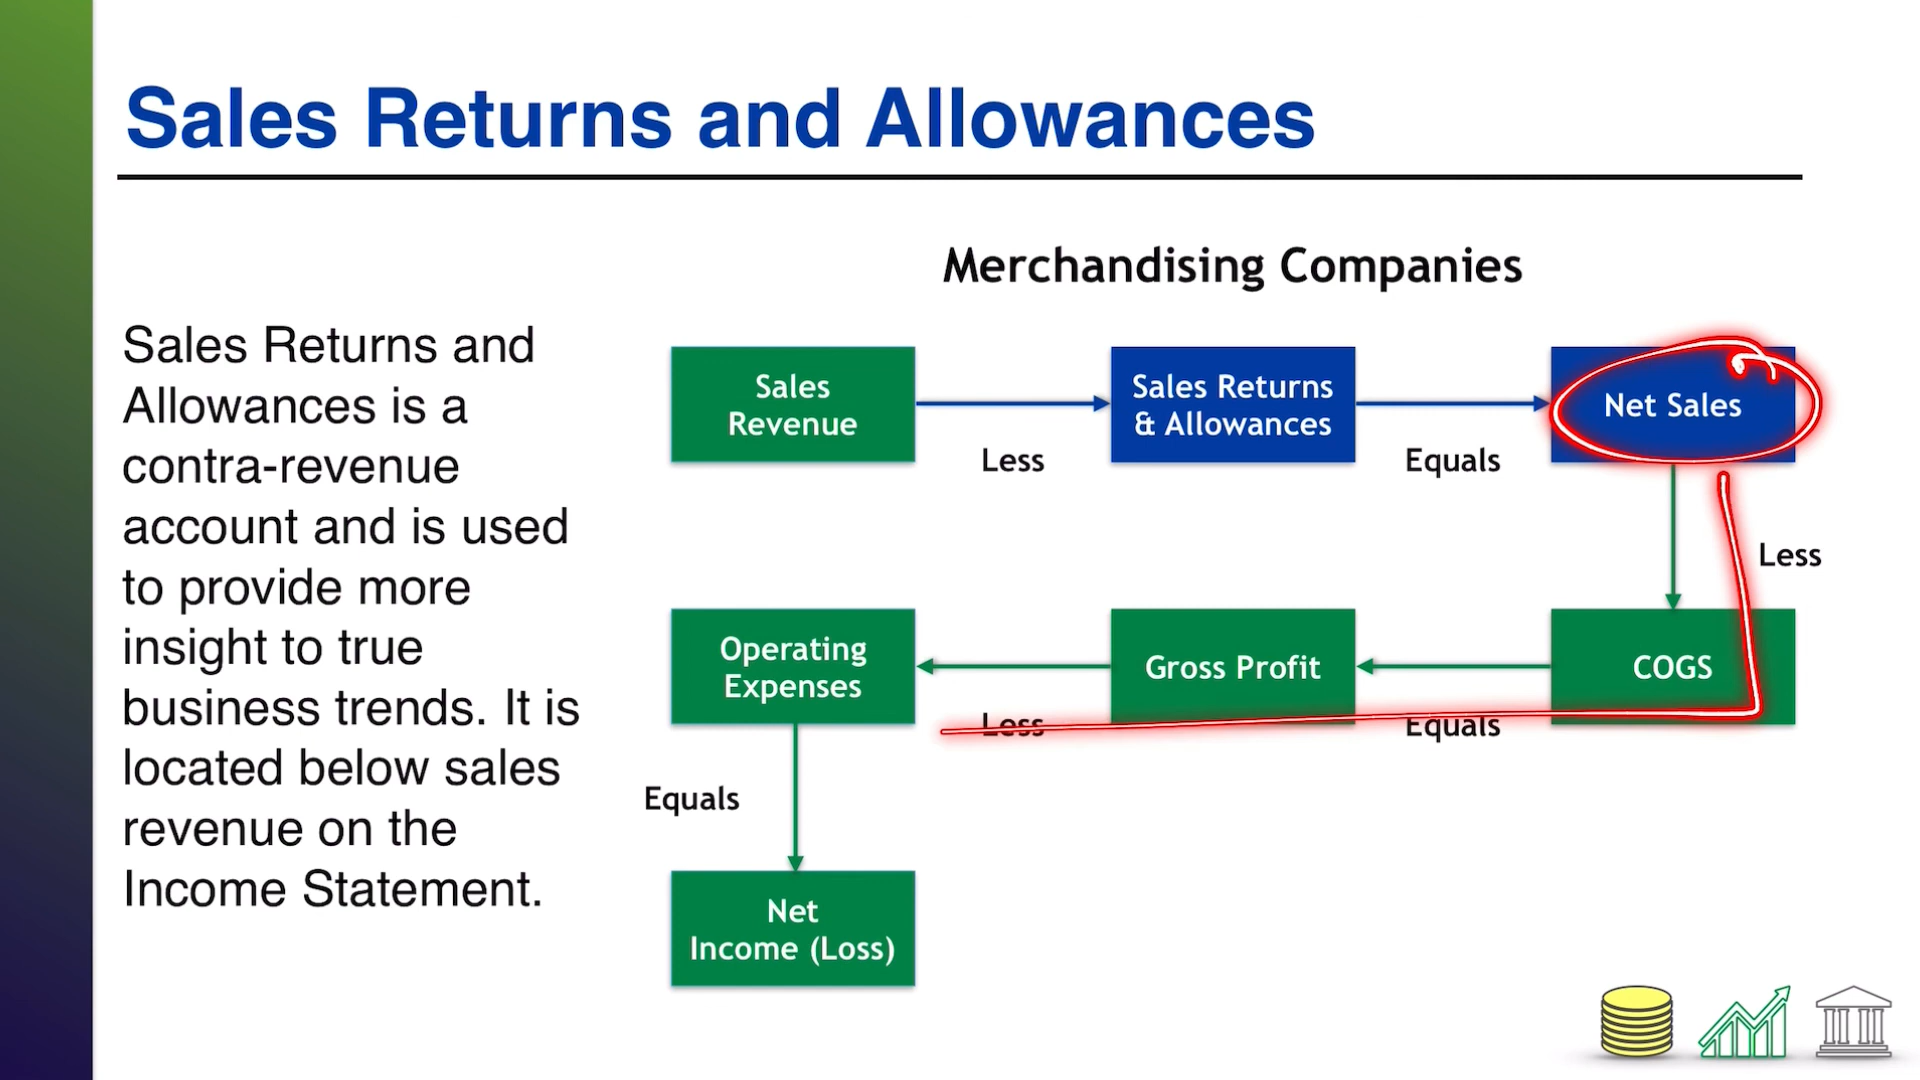 Sales Returns and Allowances
Merchandising Companies
Sales Returns and
Allowances is a
contra-revenue
account and is used
to provide more
insight to true
business trends. It is
located below sales
revenue on the
Income Statement.
Sales
Revenue
Less
Sales Returns
& Allowances
Equals
Net Sales
Less
COGS
Equals
Gross Profit
Less
Operating
Expenses
Equals
Net
Income (Loss)